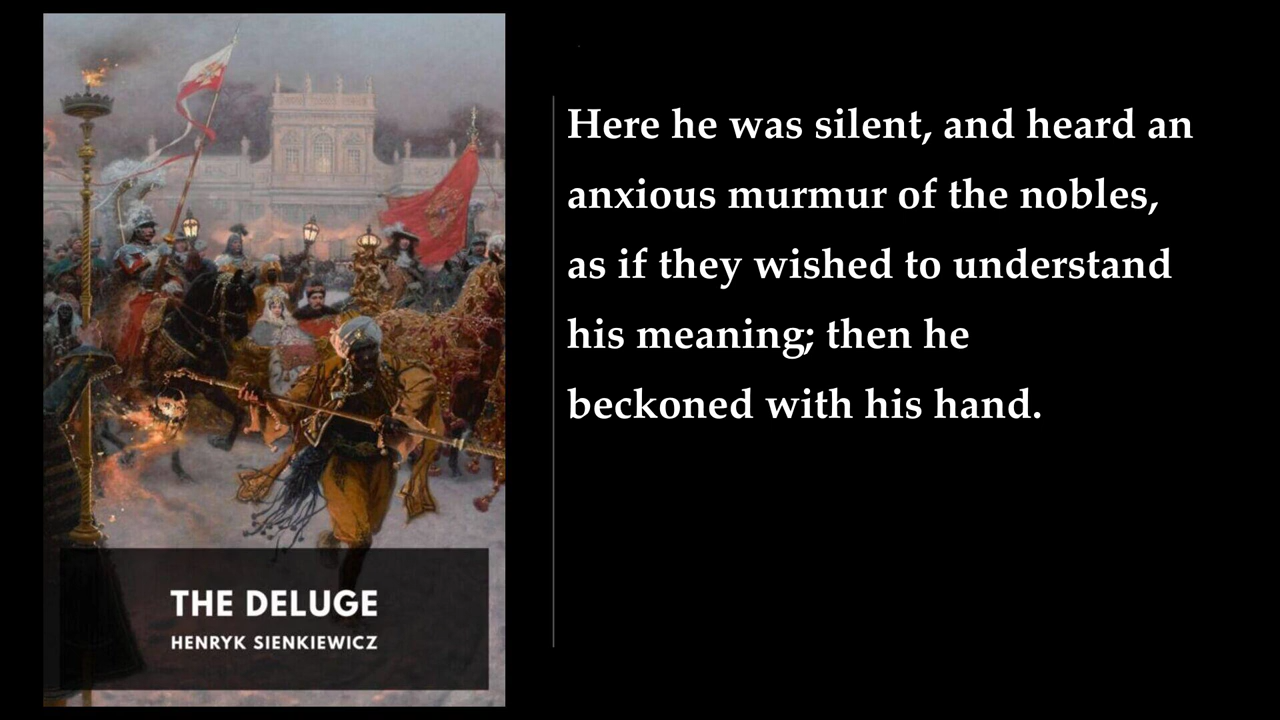 Here he was silent, and heard an
anxious murmur of the nobles,
as if they wished to understand
his meaning; then he
beckoned with his hand.
THE DELUGE
HENRYK SIENKIEWICZ